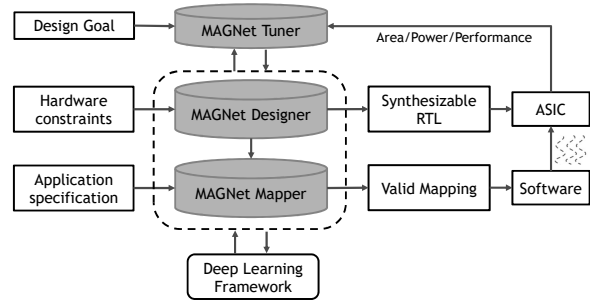 Design Goal
MAGNet Tuner
Area/Power/Performance
Hardware
constraints
MAGNet Designer
Synthesizable
RTL
ASIC
Application
specification
MAGNet Mapper
Valid Mapping
Software
Deep Learning
Framework